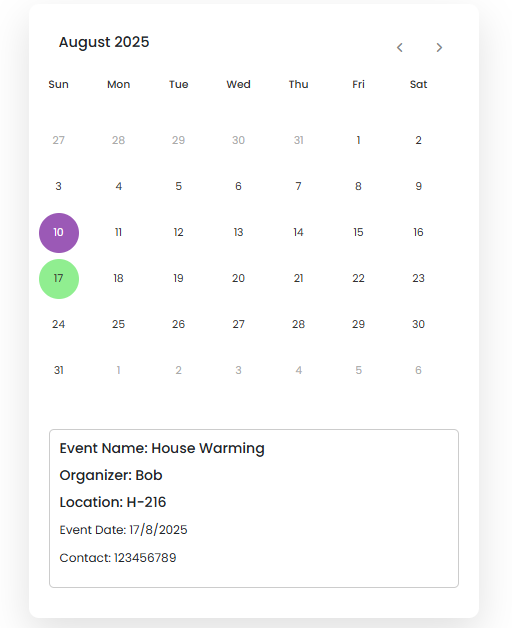 August 2025
Sun Mon Tue Wed Thu Fri Sat
27 28 29 30 31 1 2
3 4 5 6 7 8 9
10 11 12 13 14 15 16
17 18 19 20 21 22 23
24 25 26 27 28 29 30
31 1 2 3 4 5 6
Event Name: House Warming
Organizer: Bob
Location: H-216
Event Date: 17/8/2025
Contact: 123456789